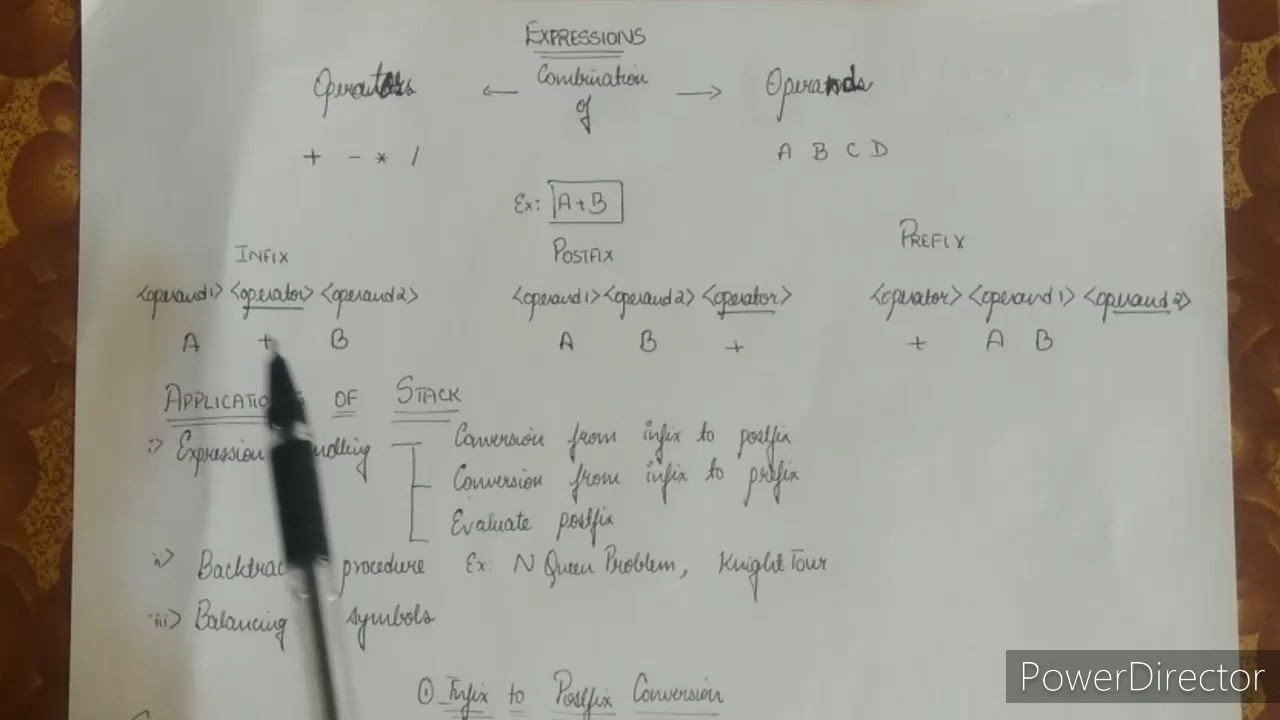 EXPRESSIONS
Operators ← Combination of → Operands
+ - * / A B C D
Ex: A+B
INFIX POSTFIX PREFIX
<operand1> <operator> <operand2> <operand1> <operand2> <operator> <operator> <operand1> <operand2>
A + B A B + + A B
OF STACK
i> Expression Conversion from infix to postfix
Conversion from infix to prefix
Evaluate postfix
ii> procedure Ex: N Queen Problem, Knight Tour
iii> Balancing symbols
① Infix to Postfix Conversion
PowerDirector